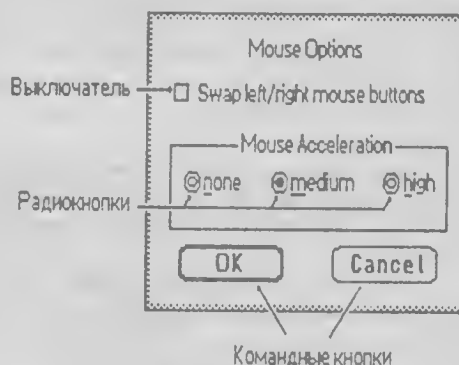 Mouse Options
Выключатель
Swap left/right mouse buttons
Mouse Acceleration
none medium high
Радиокнопки
OK Cancel
Командные кнопки